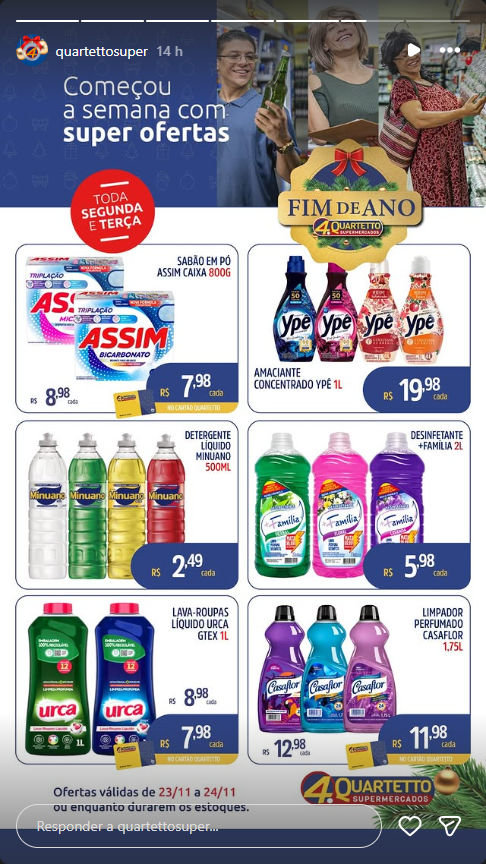 quartettosuper 14 h
Começou
a semana com
super ofertas
TODA
SEGUNDA
E TERÇA
FIM DE ANO
4.QUARTETTO
SUPERMERCADOS
SABÃO EM PÓ
ASSIM CAIXA 800G
TRIPLAÇÃO
ASSIM
TRIPLAÇÃO
ASSIM
BICARBONATO
R$ 8,98 cada
R$ 7,98 cada
NO CARTÃO QUARTETTO
Ypê Ypê Ypê Ypê
AMACIANTE
CONCENTRADO YPÊ 1L
R$ 19,98 cada
DETERGENTE
LÍQUIDO
MINUANO
500ML
Minuano Minuano Minuano Minuano
R$ 2,49 cada
DESINFETANTE
+FAMÍLIA 2L
+Família +Família +Família
R$ 5,98 cada
LAVA-ROUPAS
LÍQUIDO URCA
GTEX 1L
urca urca
R$ 8,98 cada
R$ 7,98 cada
NO CARTÃO QUARTETTO
LIMPADOR
PERFUMADO
CASAFLOR
1,75L
Casaflor Casaflor Casaflor
R$ 12,98 cada
R$ 11,98 cada
NO CARTÃO QUARTETTO
Ofertas válidas de 23/11 a 24/11
ou enquanto durarem os estoques.
4.QUARTETTO
SUPERMERCADOS
Responder a quartettosuper...